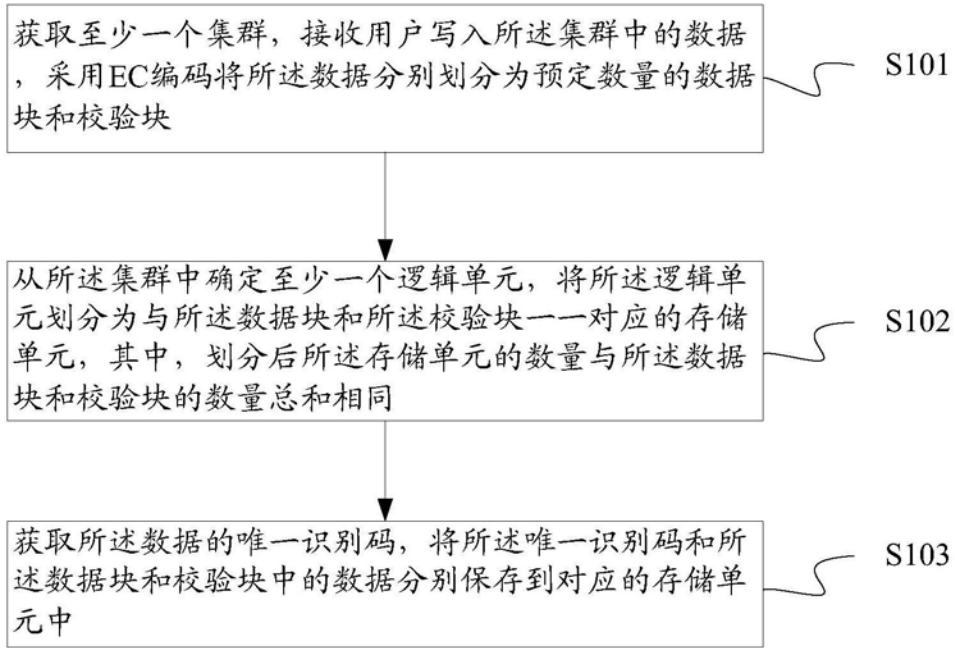 获取至少一个集群，接收用户写入所述集群中的数据
，采用EC编码将所述数据分别划分为预定数量的数据
块和校验块
S101
从所述集群中确定至少一个逻辑单元，将所述逻辑单
元划分为与所述数据块和所述校验块一一对应的存储
单元，其中，划分后所述存储单元的数量与所述数据
块和校验块的数量总和相同
S102
获取所述数据的唯一识别码，将所述唯一识别码和所
述数据块和校验块中的数据分别保存到对应的存储单
元中
S103